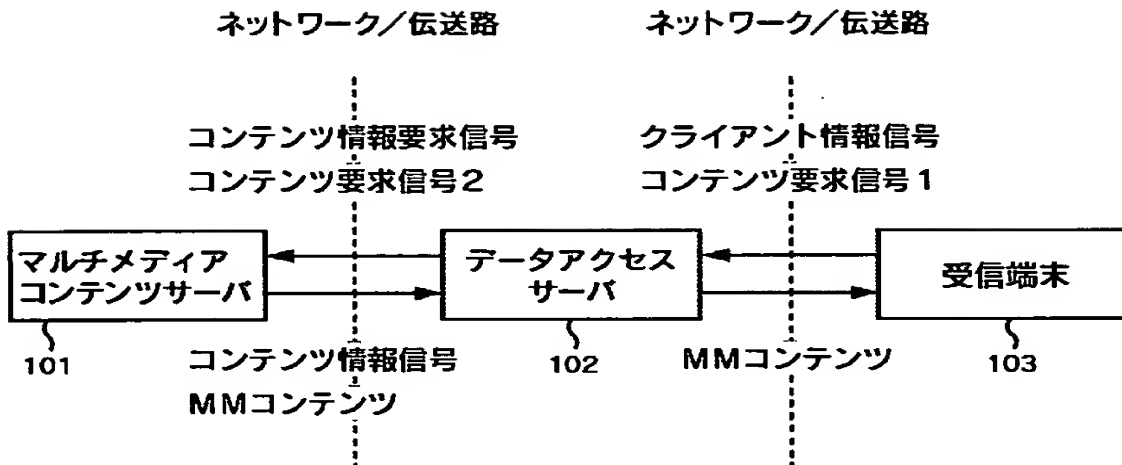 ネットワーク／伝送路
ネットワーク／伝送路
コンテンツ情報要求信号
コンテンツ要求信号2
クライアント情報信号
コンテンツ要求信号1
マルチメディア
コンテンツサーバ
データアクセス
サーバ
受信端末
101
102
103
コンテンツ情報信号
MMコンテンツ
MMコンテンツ